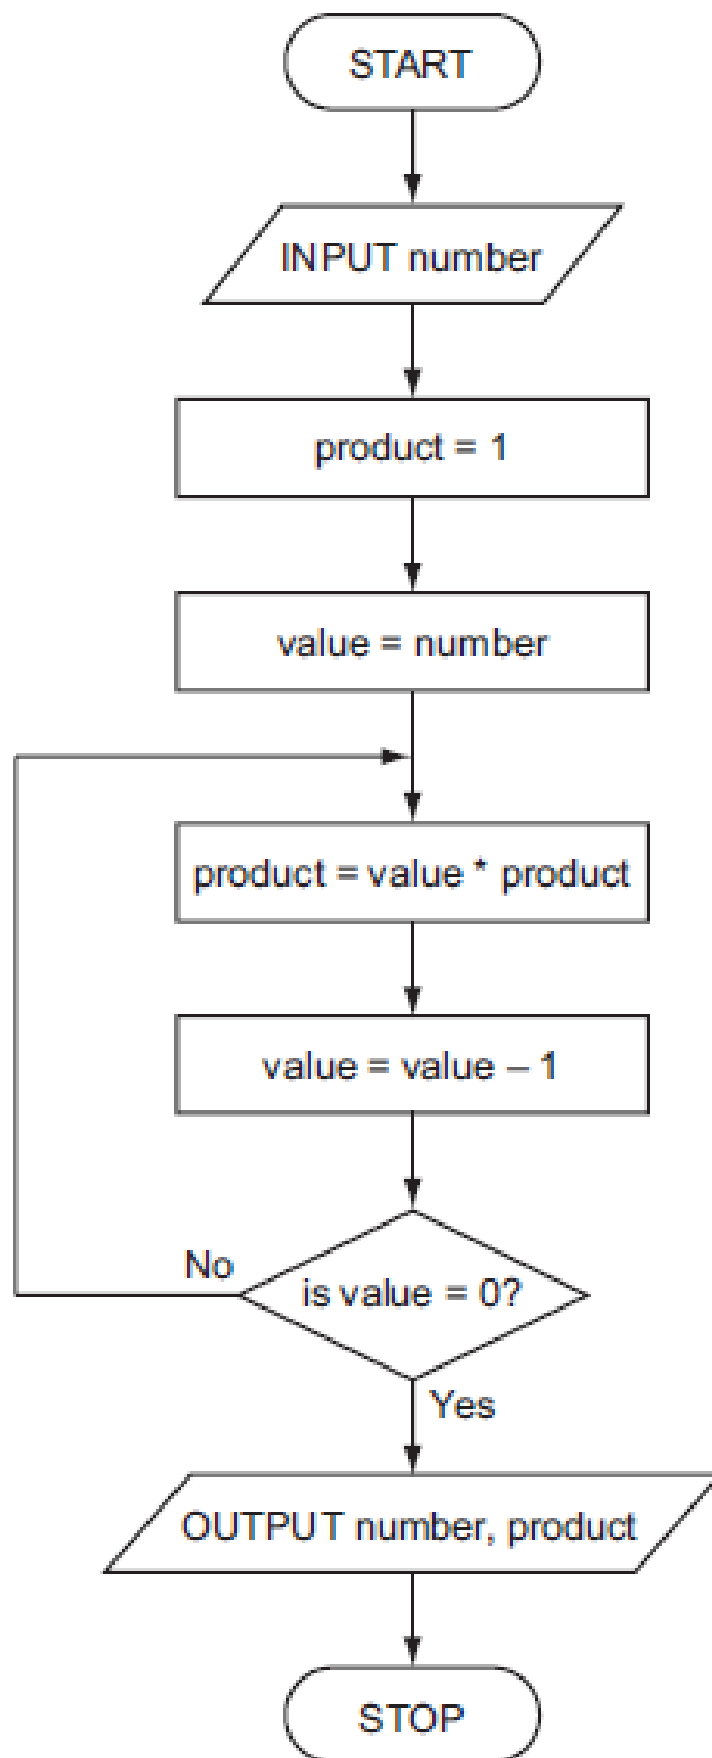 START
INPUT number
product = 1
value = number
product = value * product
value = value – 1
No
is value = 0?
Yes
OUTPUT number, product
STOP